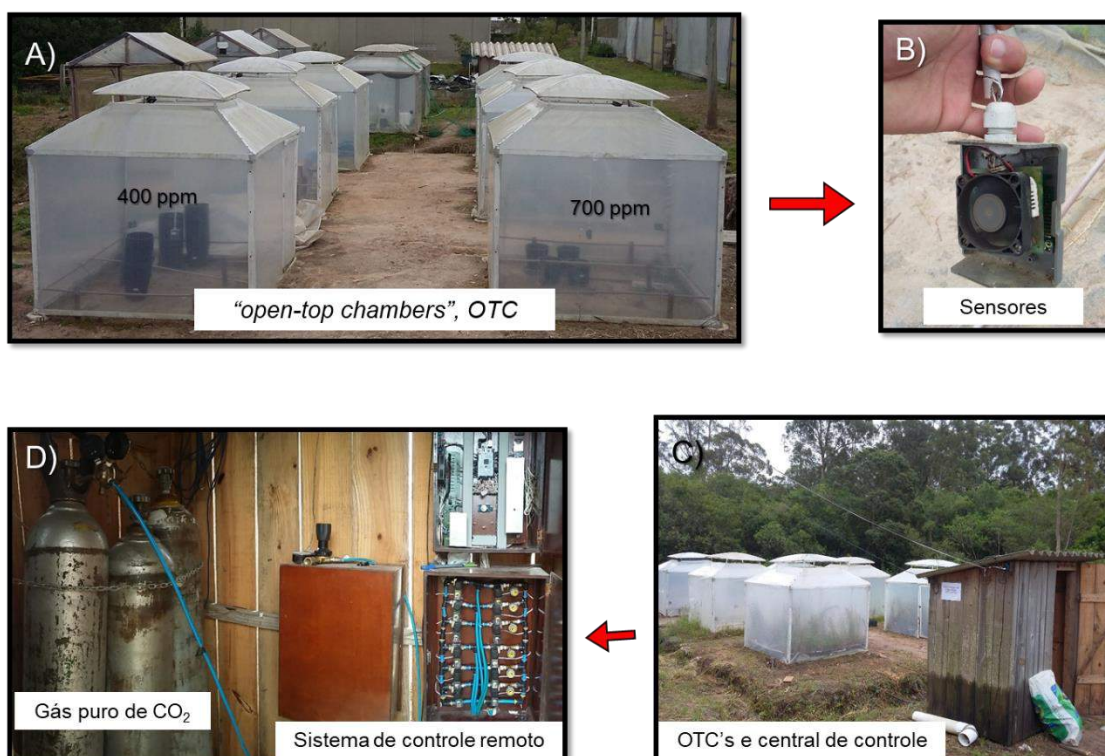 A)
400 ppm
700 ppm
“open-top chambers”, OTC
B)
Sensores
D)
Gás puro de CO₂
Sistema de controle remoto
C)
OTC's e central de controle